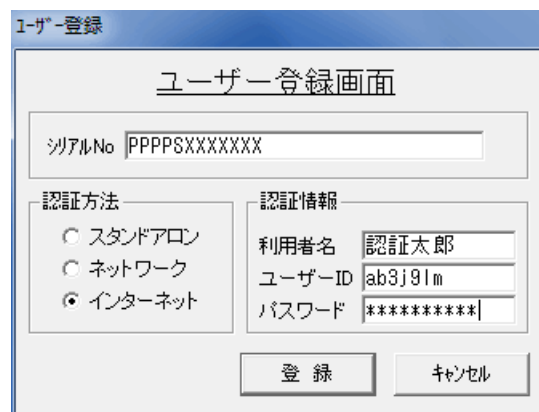 ﾕｰｻﾞｰ登録
ユーザー登録画面
ｼﾘｱﾙNo PPPPSXXXXXXX
認証方法
スタンドアロン
ネットワーク
インターネット
認証情報
利用者名 認証太郎
ユーザーID ab3j9lm
パスワード **********
登 録
ｷｬﾝｾﾙ